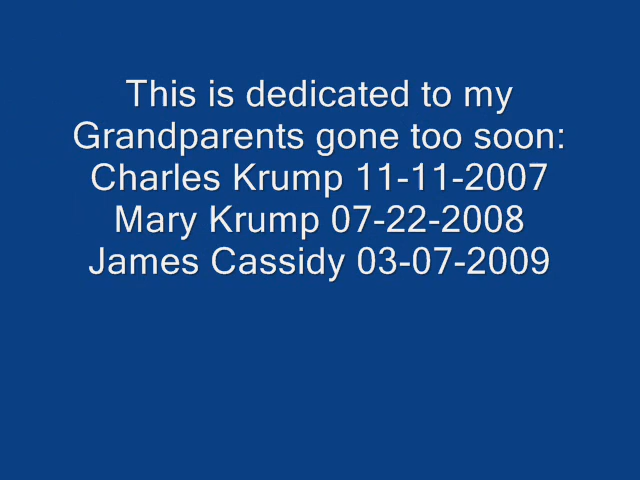 This is dedicated to my
Grandparents gone too soon:
Charles Krump 11-11-2007
Mary Krump 07-22-2008
James Cassidy 03-07-2009